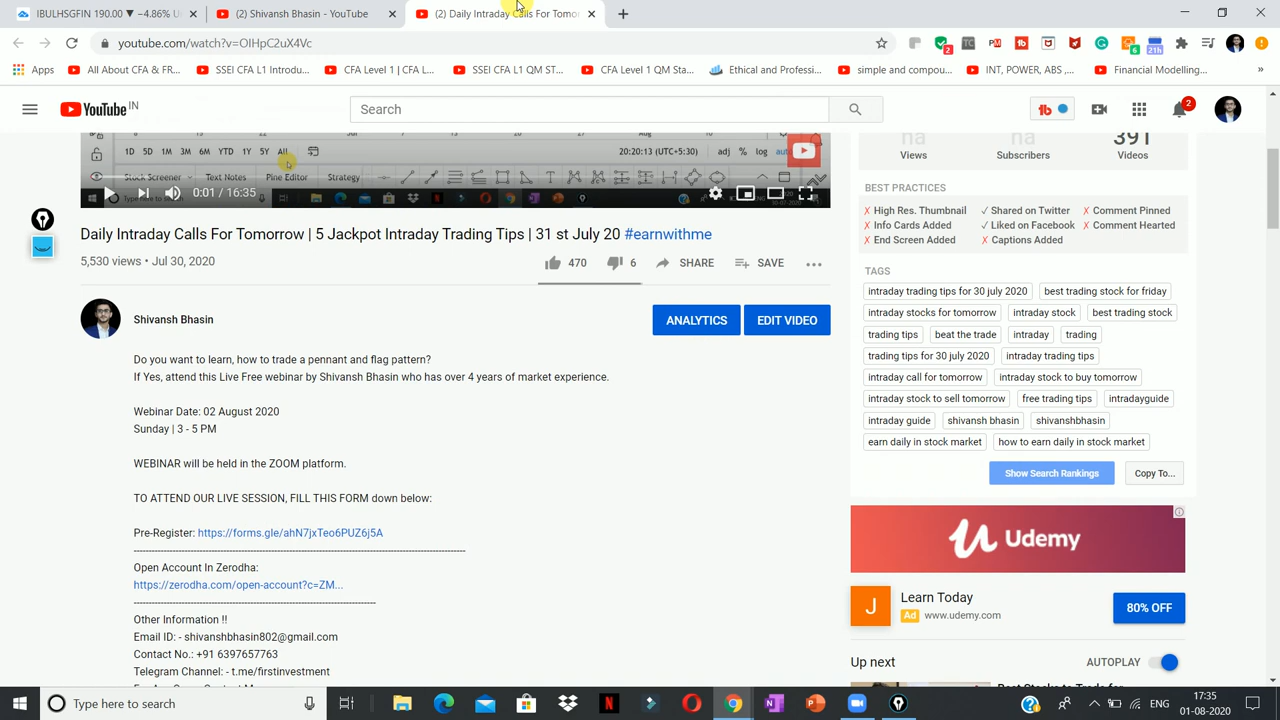 IBULHSGFIN 190.00 ▼ −4.86% U
(2) Shivansh Bhasin - YouTube
(2) Daily Intraday Calls For Tomor
youtube.com/watch?v=OIHpC2uX4Vc
2
6
21h
Apps
All About CFA & FR...
SSEI CFA L1 Introdu...
CFA Level 1 | CFA L...
SSEI CFA L1 QM ST...
CFA Level 1 QM Sta...
Ethical and Professi...
simple and compou...
INT, POWER, ABS ,...
Financial Modelling...
YouTube IN
Search
2
1D 5D 1M 3M 6M YTD 1Y 5Y All
20:20:13 (UTC+5:30) adj % log
Stock Screener Text Notes Pine Editor Strategy
0:01 / 16:35
Daily Intraday Calls For Tomorrow | 5 Jackpot Intraday Trading Tips | 31 st July 20 #earnwithme
5,530 views • Jul 30, 2020
470 6 SHARE SAVE
Shivansh Bhasin
ANALYTICS EDIT VIDEO
Do you want to learn, how to trade a pennant and flag pattern?
If Yes, attend this Live Free webinar by Shivansh Bhasin who has over 4 years of market experience.
Webinar Date: 02 August 2020
Sunday | 3 - 5 PM
WEBINAR will be held in the ZOOM platform.
TO ATTEND OUR LIVE SESSION, FILL THIS FORM down below:
Pre-Register: https://forms.gle/ahN7jxTeo6PUZ6j5A
Open Account In Zerodha:
https://zerodha.com/open-account?c=ZM...
Other Information !!
Email ID: - shivanshbhasin802@gmail.com
Contact No.: +91 6397657763
Telegram Channel: - t.me/firstinvestment
na na 391
Views Subscribers Videos
BEST PRACTICES
✗ High Res. Thumbnail ✓ Shared on Twitter ✗ Comment Pinned
✗ Info Cards Added ✓ Liked on Facebook ✗ Comment Hearted
✗ End Screen Added ✗ Captions Added
TAGS
intraday trading tips for 30 july 2020 best trading stock for friday
intraday stocks for tomorrow intraday stock best trading stock
trading tips beat the trade intraday trading
trading tips for 30 july 2020 intraday trading tips
intraday call for tomorrow intraday stock to buy tomorrow
intraday stock to sell tomorrow free trading tips intradayguide
intraday guide shivansh bhasin shivanshbhasin
earn daily in stock market how to earn daily in stock market
Show Search Rankings Copy To...
Udemy
J
Learn Today
Ad www.udemy.com
80% OFF
Up next AUTOPLAY
Type here to search
ENG
17:35
01-08-2020